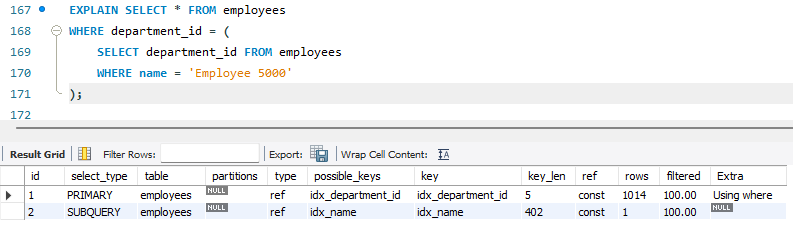 167 EXPLAIN SELECT * FROM employees
168 WHERE department_id = (
169 SELECT department_id FROM employees
170 WHERE name = 'Employee 5000'
171 );
172
Result Grid Filter Rows: Export: Wrap Cell Content: IA
id select_type table partitions type possible_keys key key_len ref rows filtered Extra
1 PRIMARY employees NULL ref idx_department_id idx_department_id 5 const 1014 100.00 Using where
2 SUBQUERY employees NULL ref idx_name idx_name 402 const 1 100.00 NULL